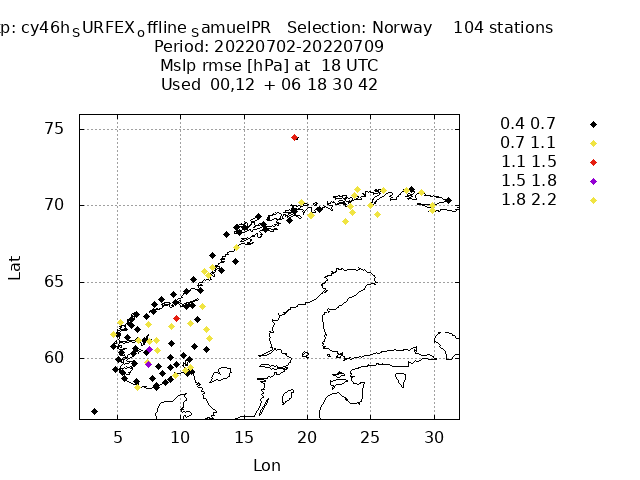 p: cy46h_SURFEX_offline_SamuelPR Selection: Norway 104 stations
Period: 20220702-20220709
Mslp rmse [hPa] at 18 UTC
Used 00,12 + 06 18 30 42
0.4 0.7
0.7 1.1
1.1 1.5
1.5 1.8
1.8 2.2
75
70
65
60
Lat
5 10 15 20 25 30
Lon